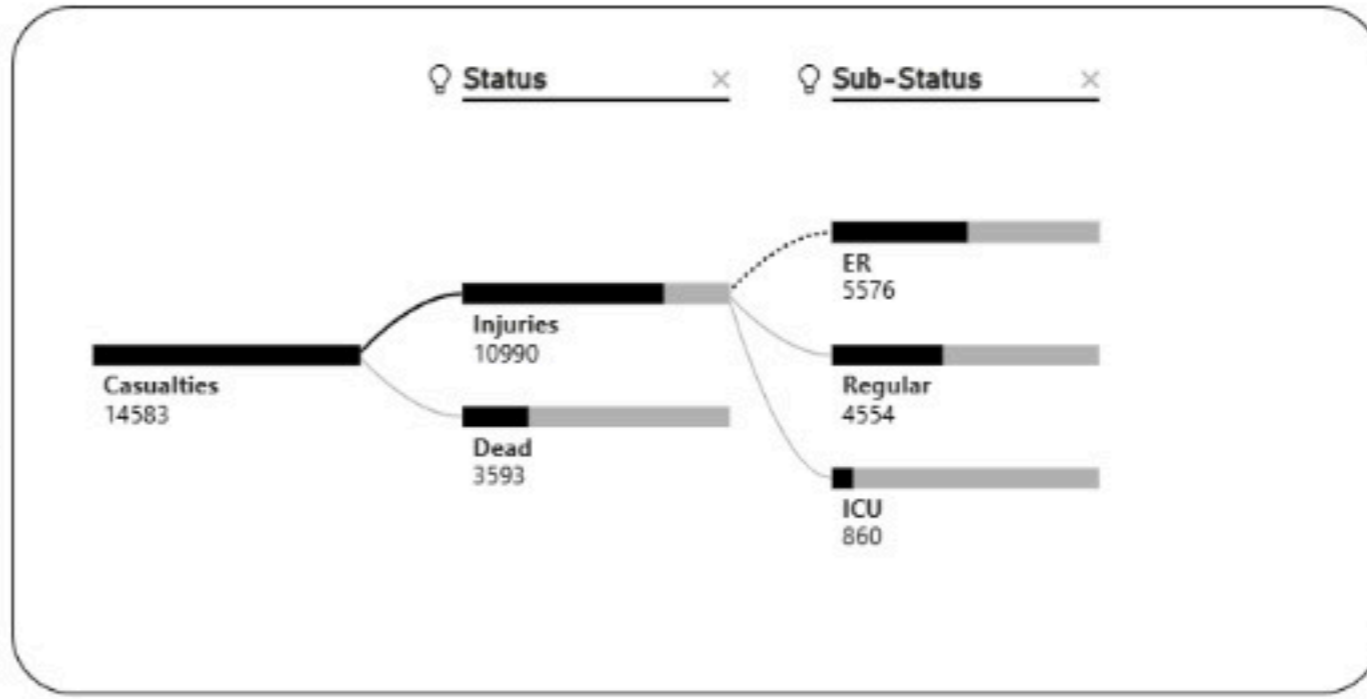 Status
Sub-Status
Casualties
14583
Injuries
10990
Dead
3593
ER
5576
Regular
4554
ICU
860